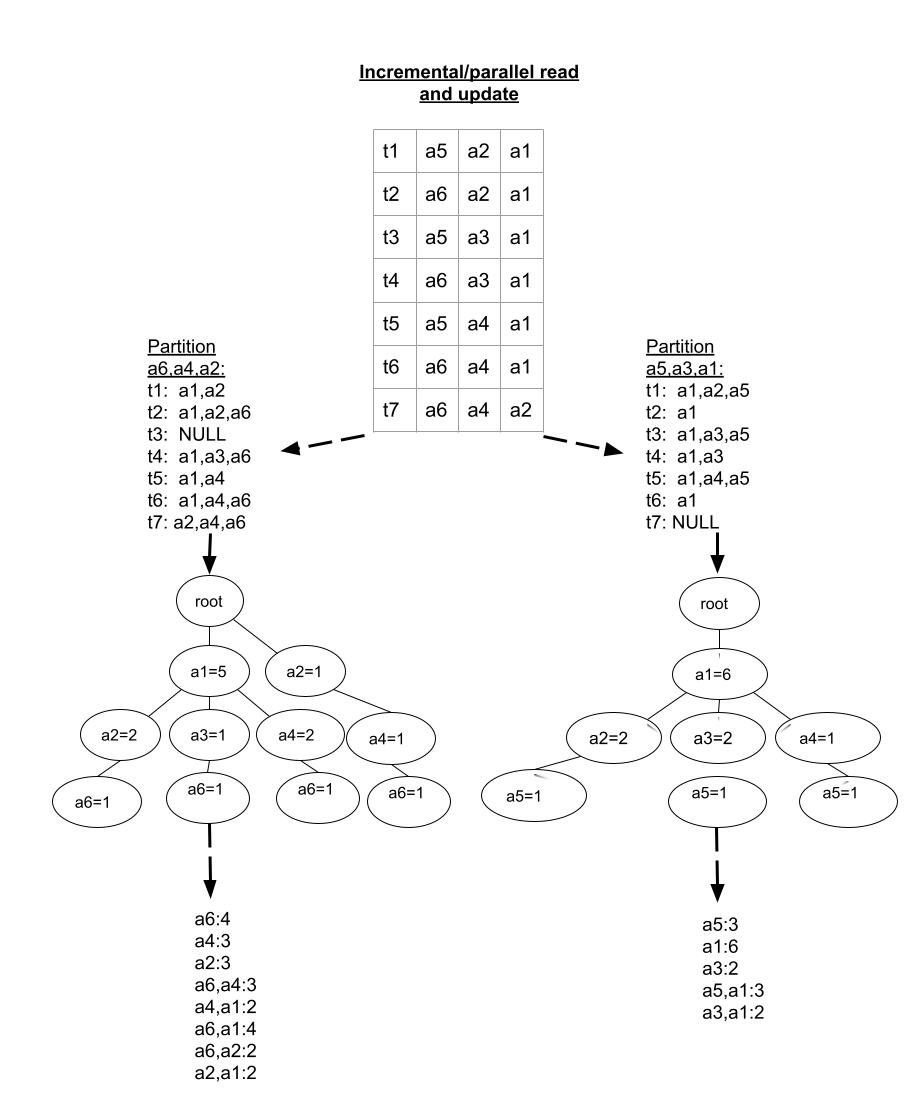 Incremental/parallel read
and update
t1 a5 a2 a1
t2 a6 a2 a1
t3 a5 a3 a1
t4 a6 a3 a1
t5 a5 a4 a1
t6 a6 a4 a1
t7 a6 a4 a2
Partition
a6,a4,a2:
t1: a1,a2
t2: a1,a2,a6
t3: NULL
t4: a1,a3,a6
t5: a1,a4
t6: a1,a4,a6
t7: a2,a4,a6
root
a1=5
a2=1
a2=2
a3=1
a4=2
a4=1
a6=1
a6=1
a6=1
a6=1
a6:4
a4:3
a2:3
a6,a4:3
a4,a1:2
a6,a1:4
a6,a2:2
a2,a1:2
Partition
a5,a3,a1:
t1: a1,a2,a5
t2: a1
t3: a1,a3,a5
t4: a1,a3
t5: a1,a4,a5
t6: a1
t7: NULL
root
a1=6
a2=2
a3=2
a4=1
a5=1
a5=1
a5=1
a5:3
a1:6
a3:2
a5,a1:3
a3,a1:2